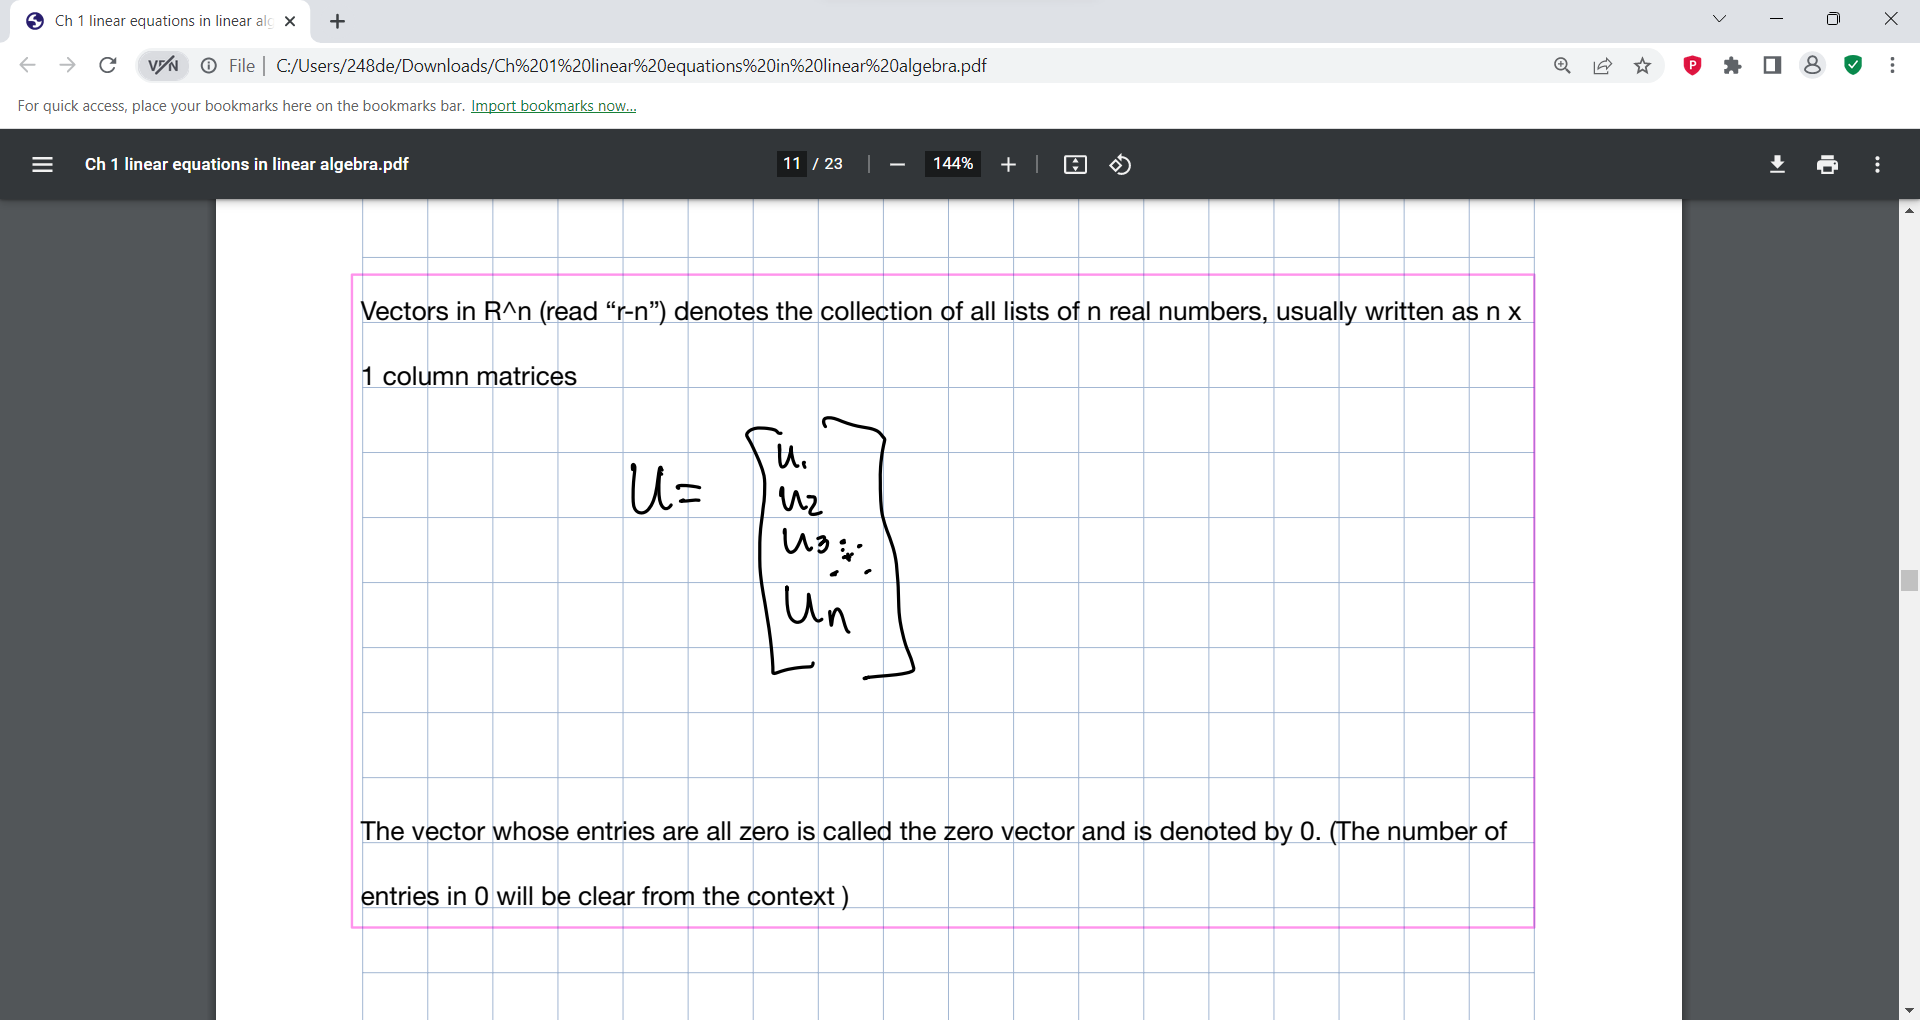 Ch 1 linear equations in linear alg
VPN File C:/Users/248de/Downloads/Ch%201%20linear%20equations%20in%20linear%20algebra.pdf
For quick access, place your bookmarks here on the bookmarks bar. Import bookmarks now...
Ch 1 linear equations in linear algebra.pdf 11 / 23 144%
Vectors in R^n (read “r-n”) denotes the collection of all lists of n real numbers, usually written as n x
1 column matrices
u1
U= u2
u3
un
The vector whose entries are all zero is called the zero vector and is denoted by 0. (The number of
entries in 0 will be clear from the context )